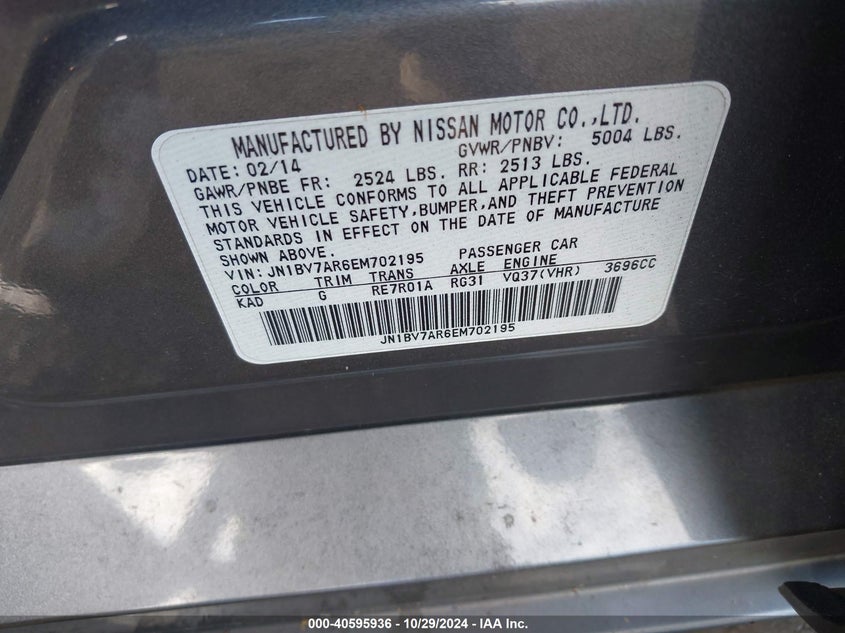 MANUFACTURED BY NISSAN MOTOR CO.,LTD.
DATE: 02/14 GVWR/PNBV: 5004 LBS.
GAWR/PNBE FR: 2524 LBS. RR: 2513 LBS.
THIS VEHICLE CONFORMS TO ALL APPLICABLE FEDERAL
MOTOR VEHICLE SAFETY,BUMPER,AND THEFT PREVENTION
STANDARDS IN EFFECT ON THE DATE OF MANUFACTURE
SHOWN ABOVE.
VIN: JN1BV7AR6EM702195 PASSENGER CAR
COLOR TRIM TRANS AXLE ENGINE
KAD G RE7R01A RG31 VQ37(VHR) 3696CC
JN1BV7AR6EM702195
000-40595936 - 10/29/2024 - IAA Inc.